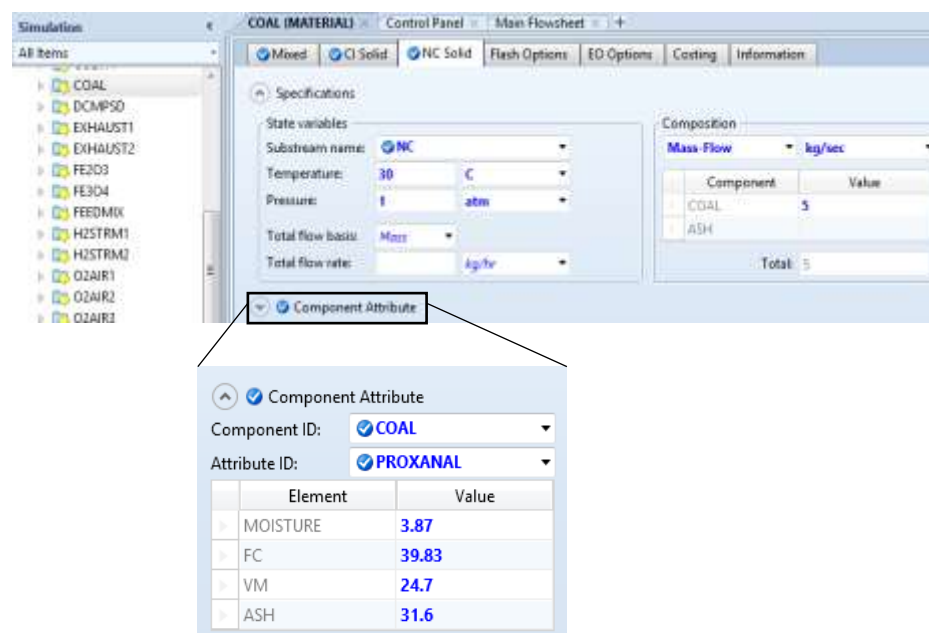 Simulation
COAL (MATERIAL) Control Panel Main Flowsheet +
All Items
Mixed CI Solid NC Solid Flash Options EO Options Costing Information
COAL
DCMPSD
EXHAUST1
EXHAUST2
FE2O3
FE3O4
FEEDMIX
H2STRM1
H2STRM2
O2AIR1
O2AIR2
O2AIR3
Specifications
State variables
Substream name: NC
Temperature: 30 C
Pressure: 1 atm
Total flow basis: Mass
Total flow rate: kg/hr
Composition
Mass-Flow kg/sec
Component Value
COAL 5
ASH
Total: 5
Component Attribute
Component Attribute
Component ID: COAL
Attribute ID: PROXANAL
Element Value
MOISTURE 3.87
FC 39.83
VM 24.7
ASH 31.6